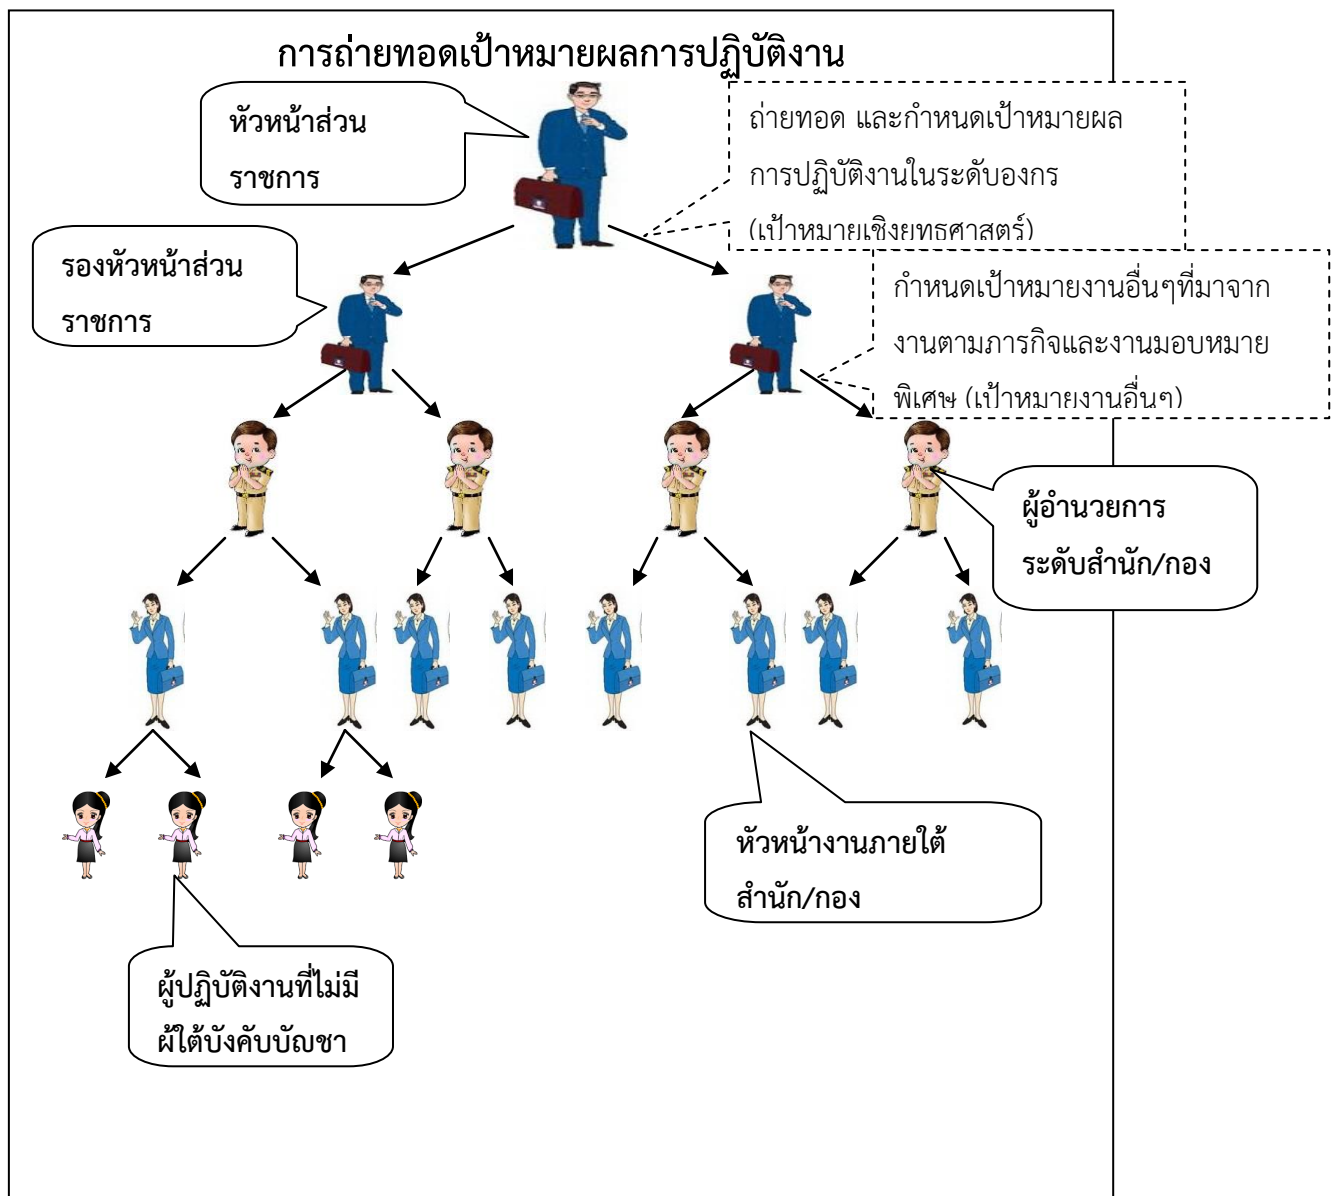 การถ่ายทอดเป้าหมายผลการปฏิบัติงาน
หัวหน้าส่วน
ราชการ
ถ่ายทอด และกำหนดเป้าหมายผล
การปฏิบัติงานในระดับองกร
(เป้าหมายเชิงยุทธศาสตร์)
รองหัวหน้าส่วน
ราชการ
กำหนดเป้าหมายงานอื่นๆที่มาจาก
งานตามภารกิจและงานมอบหมาย
พิเศษ (เป้าหมายงานอื่นๆ)
ผู้อำนวยการ
ระดับสำนัก/กอง
หัวหน้างานภายใต้
สำนัก/กอง
ผู้ปฏิบัติงานที่ไม่มี
ผู้ใต้บังคับบัญชา